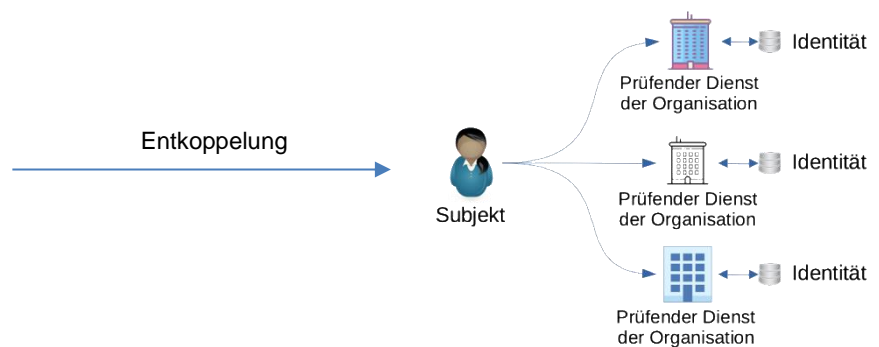 Entkoppelung
Subjekt
Identität
Prüfender Dienst
der Organisation
Identität
Prüfender Dienst
der Organisation
Identität
Prüfender Dienst
der Organisation